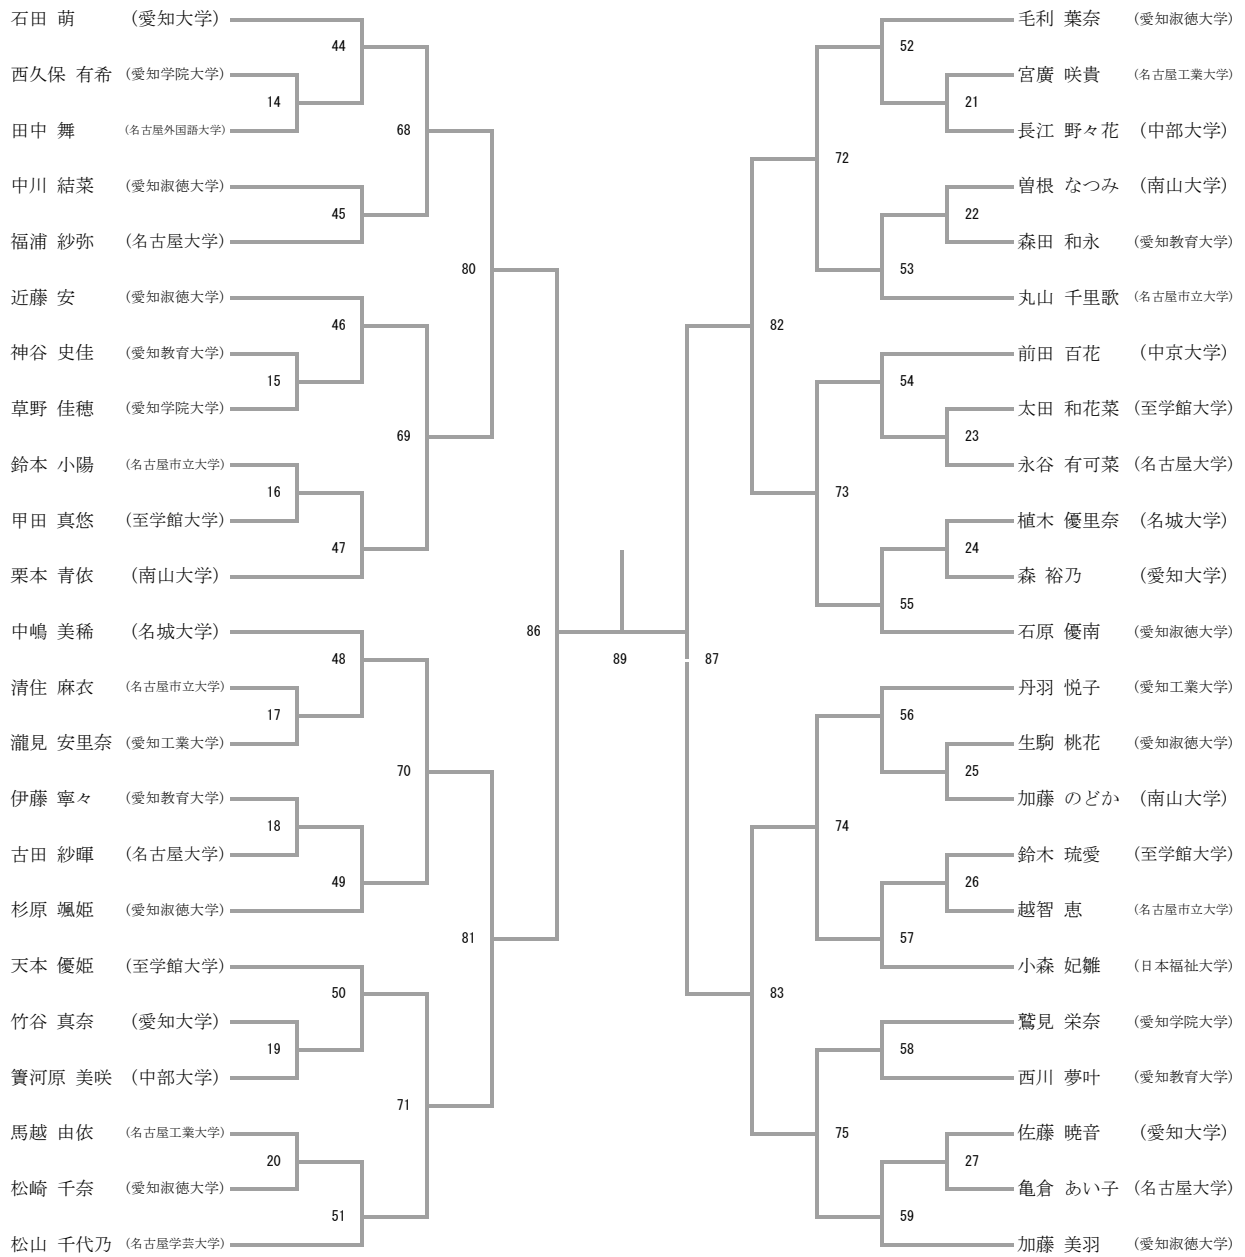 石田 萌 (愛知大学)
44
西久保 有希 (愛知学院大学)
14
田中 舞 (名古屋外国語大学)
68
中川 結菜 (愛知淑徳大学)
45
福浦 紗弥 (名古屋大学)
80
近藤 安 (愛知淑徳大学)
46
神谷 史佳 (愛知教育大学)
15
草野 佳穂 (愛知学院大学)
69
鈴本 小陽 (名古屋市立大学)
16
甲田 真悠 (至学館大学)
47
栗本 青依 (南山大学)
86
中嶋 美稀 (名城大学)
48
清住 麻衣 (名古屋市立大学)
17
瀧見 安里奈 (愛知工業大学)
70
伊藤 寧々 (愛知教育大学)
18
古田 紗暉 (名古屋大学)
49
杉原 颯姫 (愛知淑徳大学)
81
天本 優姫 (至学館大学)
50
竹谷 真奈 (愛知大学)
19
簀河原 美咲 (中部大学)
71
馬越 由依 (名古屋工業大学)
20
松崎 千奈 (愛知淑徳大学)
51
松山 千代乃 (名古屋学芸大学)
89
毛利 葉奈 (愛知淑徳大学)
52
宮廣 咲貴 (名古屋工業大学)
21
長江 野々花 (中部大学)
72
曽根 なつみ (南山大学)
22
森田 和永 (愛知教育大学)
53
丸山 千里歌 (名古屋市立大学)
82
前田 百花 (中京大学)
54
太田 和花菜 (至学館大学)
23
永谷 有可菜 (名古屋大学)
73
植木 優里奈 (名城大学)
24
森 裕乃 (愛知大学)
55
石原 優南 (愛知淑徳大学)
87
丹羽 悦子 (愛知工業大学)
56
生駒 桃花 (愛知淑徳大学)
25
加藤 のどか (南山大学)
74
鈴木 琉愛 (至学館大学)
26
越智 恵 (名古屋市立大学)
57
小森 妃雛 (日本福祉大学)
83
鷲見 栄奈 (愛知学院大学)
58
西川 夢叶 (愛知教育大学)
75
佐藤 暁音 (愛知大学)
27
亀倉 あい子 (名古屋大学)
59
加藤 美羽 (愛知淑徳大学)